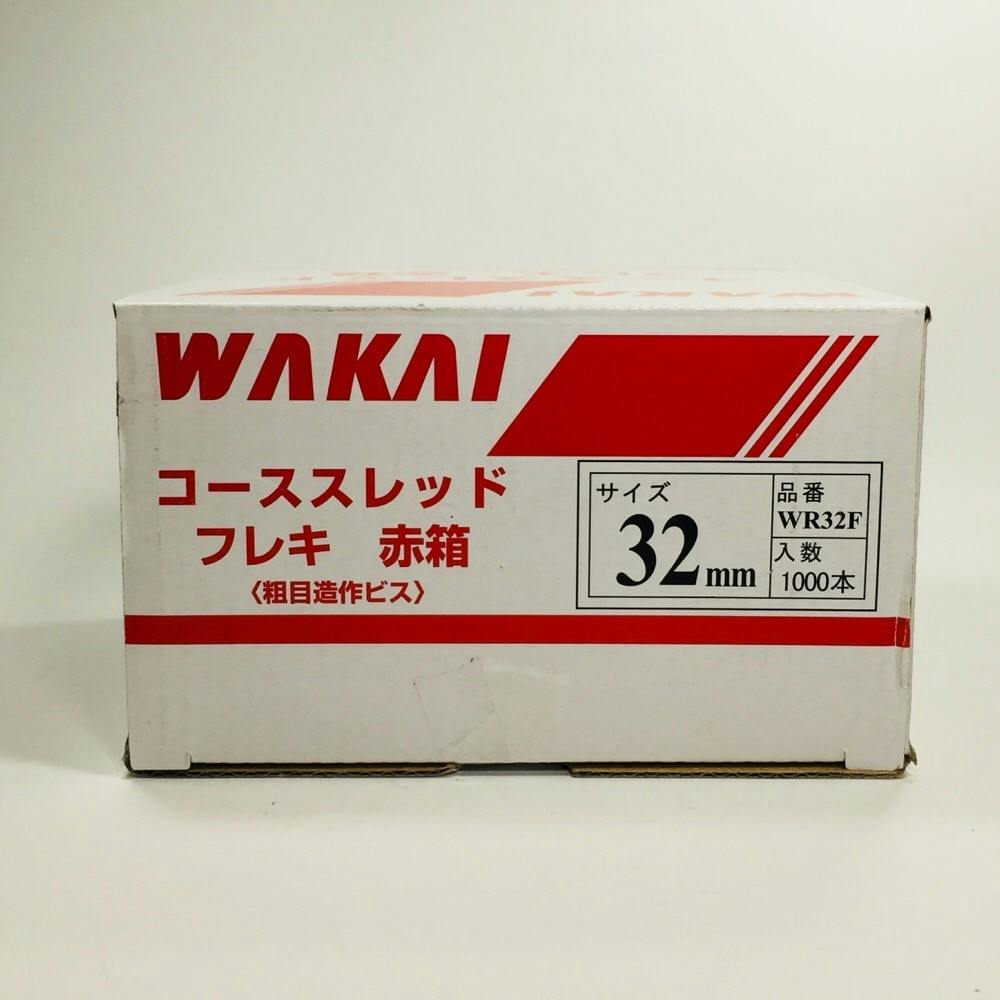 WAKAI
WAKAI
コーススレッド
フレキ 赤箱
〈粗目造作ビス〉
サイズ
32mm
品番
WR32F
入数
1000本